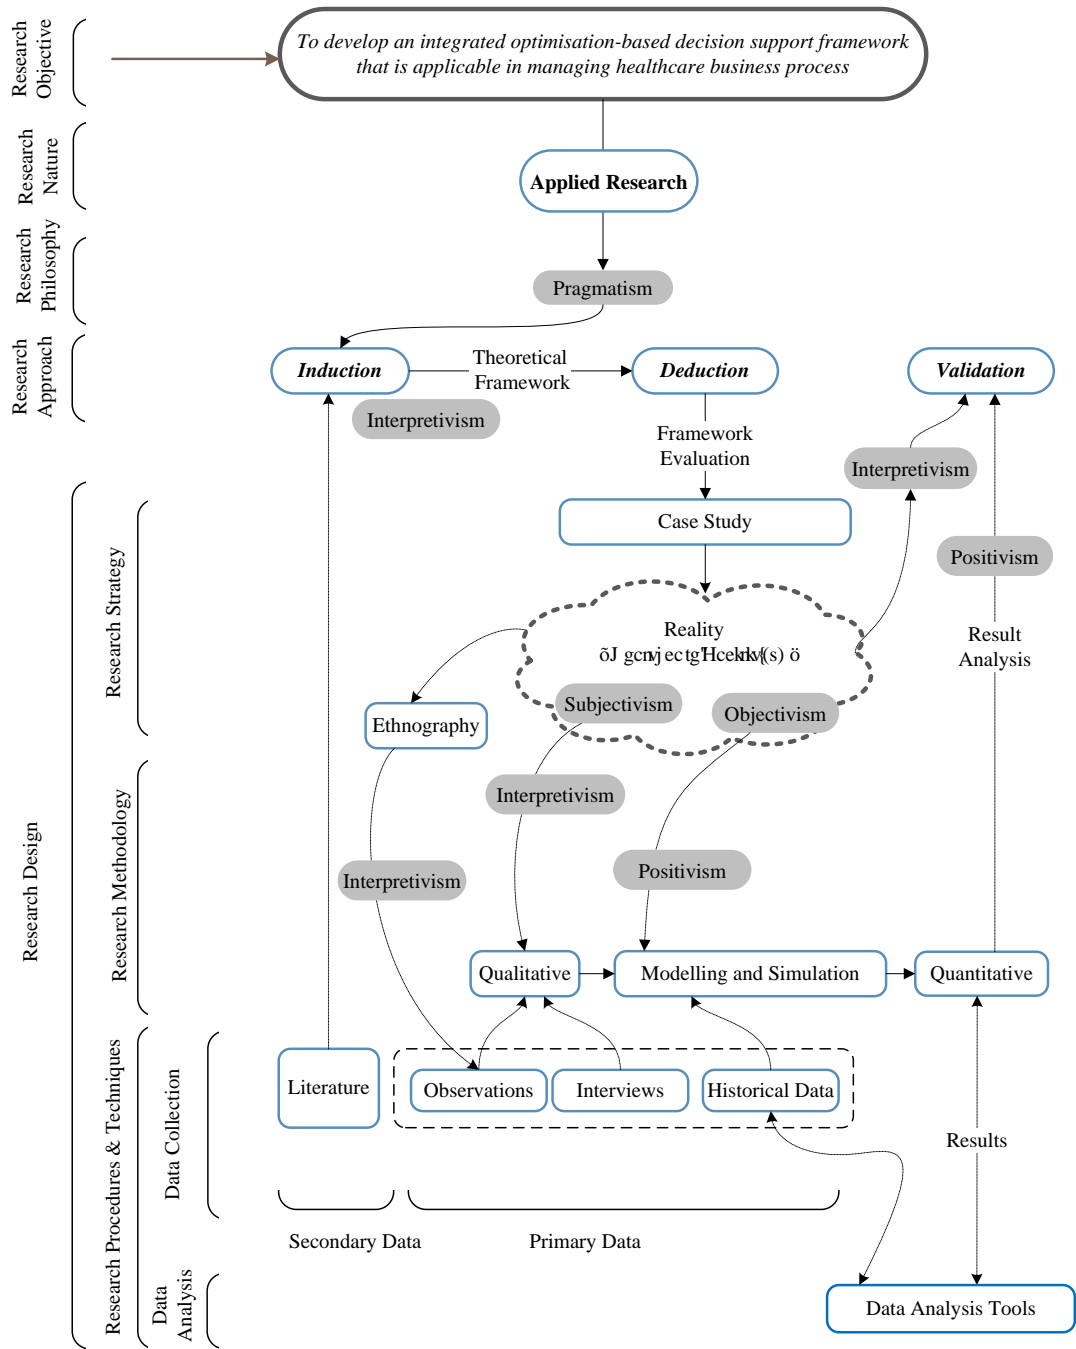 Research
Objective
To develop an integrated optimisation-based decision support framework
that is applicable in managing healthcare business process
Research
Nature
Applied Research
Research
Philosophy
Pragmatism
Research
Approach
Induction
Theoretical
Framework
Deduction
Validation
Interpretivism
Framework
Evaluation
Interpretivism
Case Study
Positivism
Research Strategy
Reality
Result
Analysis
Subjectivism
Objectivism
Ethnography
Research Design
Research Methodology
Interpretivism
Positivism
Interpretivism
Qualitative
Modelling and Simulation
Quantitative
Research Procedures & Techniques
Data Collection
Literature
Observations
Interviews
Historical Data
Results
Secondary Data
Primary Data
Data
Analysis
Data Analysis Tools